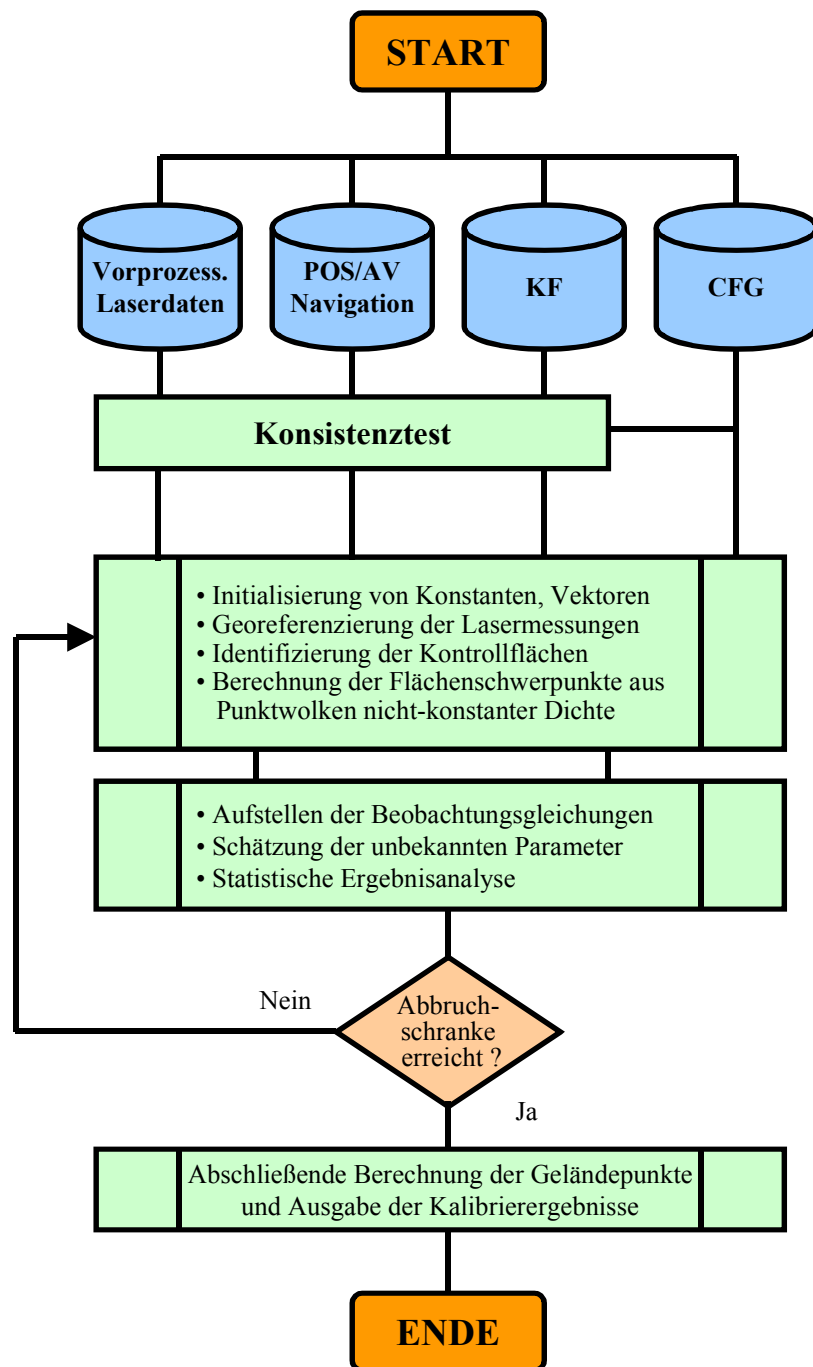 START
Vorprozess.
Laserdaten
POS/AV
Navigation
KF
CFG
Konsistenztest
• Initialisierung von Konstanten, Vektoren
• Georeferenzierung der Lasermessungen
• Identifizierung der Kontrollflächen
• Berechnung der Flächenschwerpunkte aus
Punktwolken nicht-konstanter Dichte
• Aufstellen der Beobachtungsgleichungen
• Schätzung der unbekannten Parameter
• Statistische Ergebnisanalyse
Nein
Abbruch-
schranke
erreicht ?
Ja
Abschließende Berechnung der Geländepunkte
und Ausgabe der Kalibrierergebnisse
ENDE